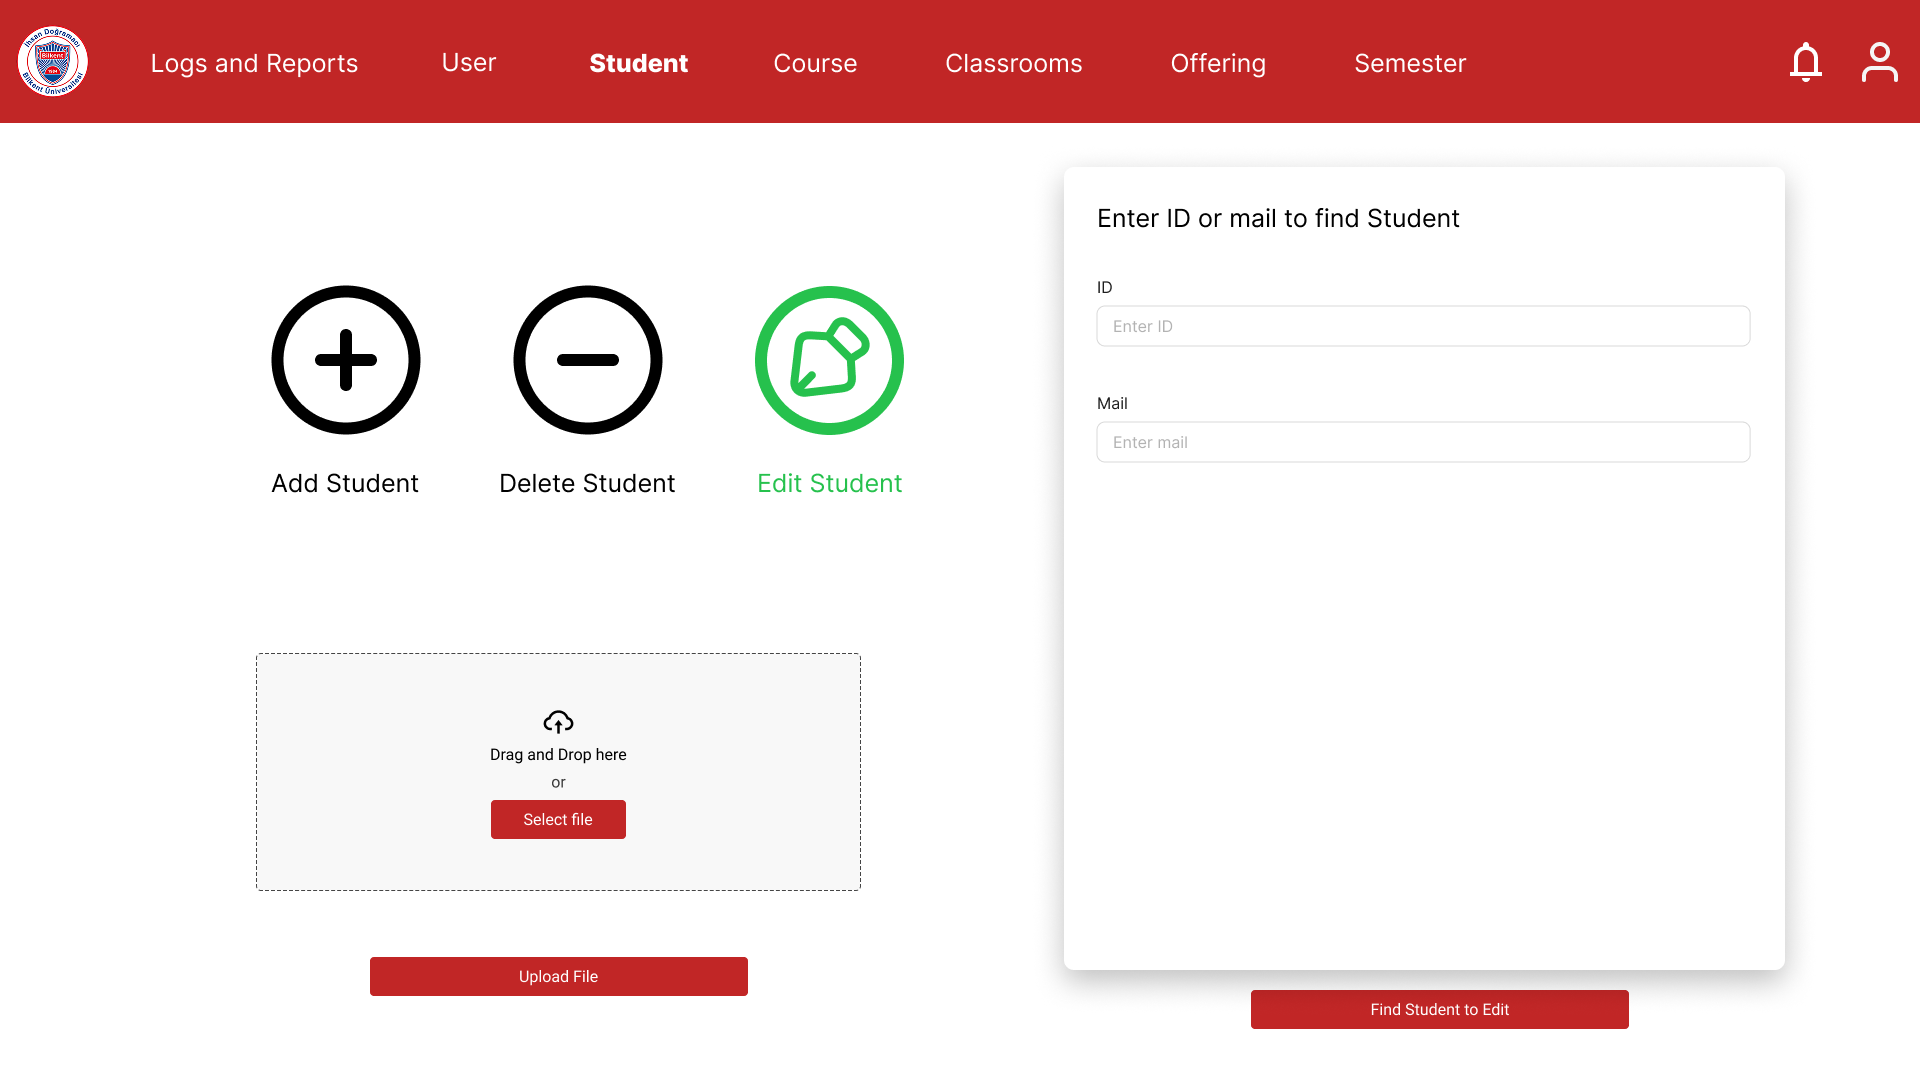 İhsan Doğramacı
Bilkent
1984
Bilkent Üniversitesi
Logs and Reports
User
Student
Course
Classrooms
Offering
Semester
Add Student
Delete Student
Edit Student
Drag and Drop here
or
Select file
Upload File
Enter ID or mail to find Student
ID
Enter ID
Mail
Enter mail
Find Student to Edit